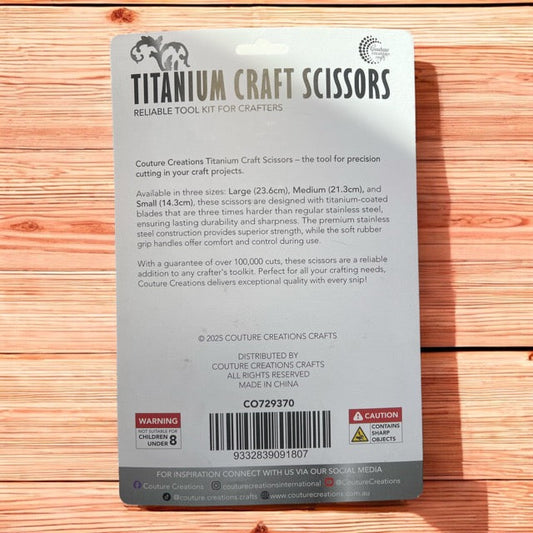 Couture
creations
TITANIUM CRAFT SCISSORS
RELIABLE TOOL KIT FOR CRAFTERS
Couture Creations Titanium Craft Scissors – the tool for precision
cutting in your craft projects.
Available in three sizes: Large (23.6cm), Medium (21.3cm), and
Small (14.3cm), these scissors are designed with titanium-coated
blades that are three times harder than regular stainless steel,
ensuring lasting durability and sharpness. The premium stainless
steel construction provides superior strength, while the soft rubber
grip handles offer comfort and control during use.
With a guarantee of over 100,000 cuts, these scissors are a reliable
addition to any crafter's toolkit. Perfect for all your crafting needs,
Couture Creations delivers exceptional quality with every snip!
© 2025 COUTURE CREATIONS CRAFTS
DISTRIBUTED BY
COUTURE CREATIONS CRAFTS
ALL RIGHTS RESERVED
MADE IN CHINA
CO729370
WARNING
NOT SUITABLE FOR
CHILDREN
UNDER 8
9332839091807
CAUTION
CONTAINS
SHARP
OBJECTS
FOR INSPIRATION CONNECT WITH US VIA OUR SOCIAL MEDIA
Couture Creations couturecreationsinternational @CoutureCreations
@couture.creations.crafts www.couturecreations.com.au